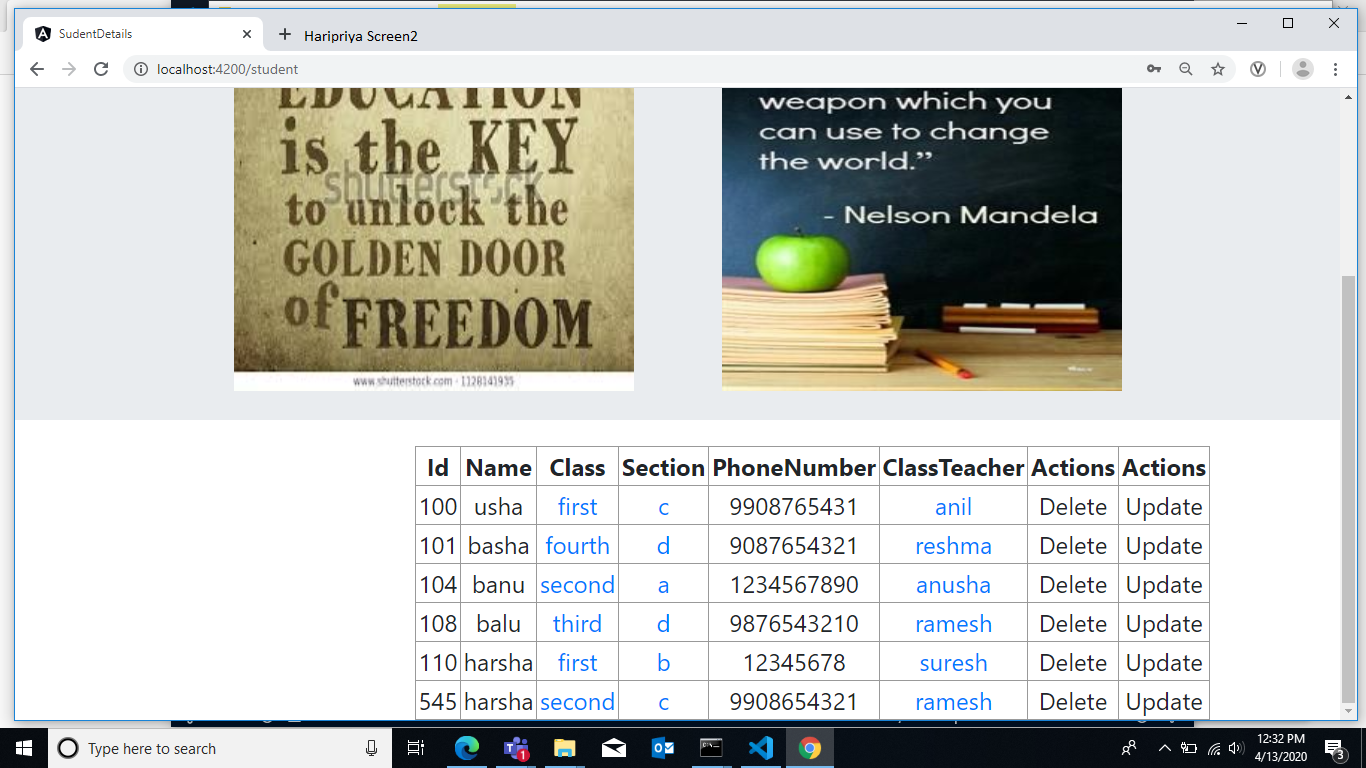 SudentDetails
Haripriya Screen2
localhost:4200/student
EDUCATION
is the KEY
shutterstock
to unlock the
GOLDEN DOOR
of FREEDOM
www.shutterstock.com · 1128141935
weapon which you
can use to change
the world.”
- Nelson Mandela
Id Name Class Section PhoneNumber ClassTeacher Actions Actions
100 usha first c 9908765431 anil Delete Update
101 basha fourth d 9087654321 reshma Delete Update
104 banu second a 1234567890 anusha Delete Update
108 balu third d 9876543210 ramesh Delete Update
110 harsha first b 12345678 suresh Delete Update
545 harsha second c 9908654321 ramesh Delete Update
Type here to search
1
12:32 PM
4/13/2020
3